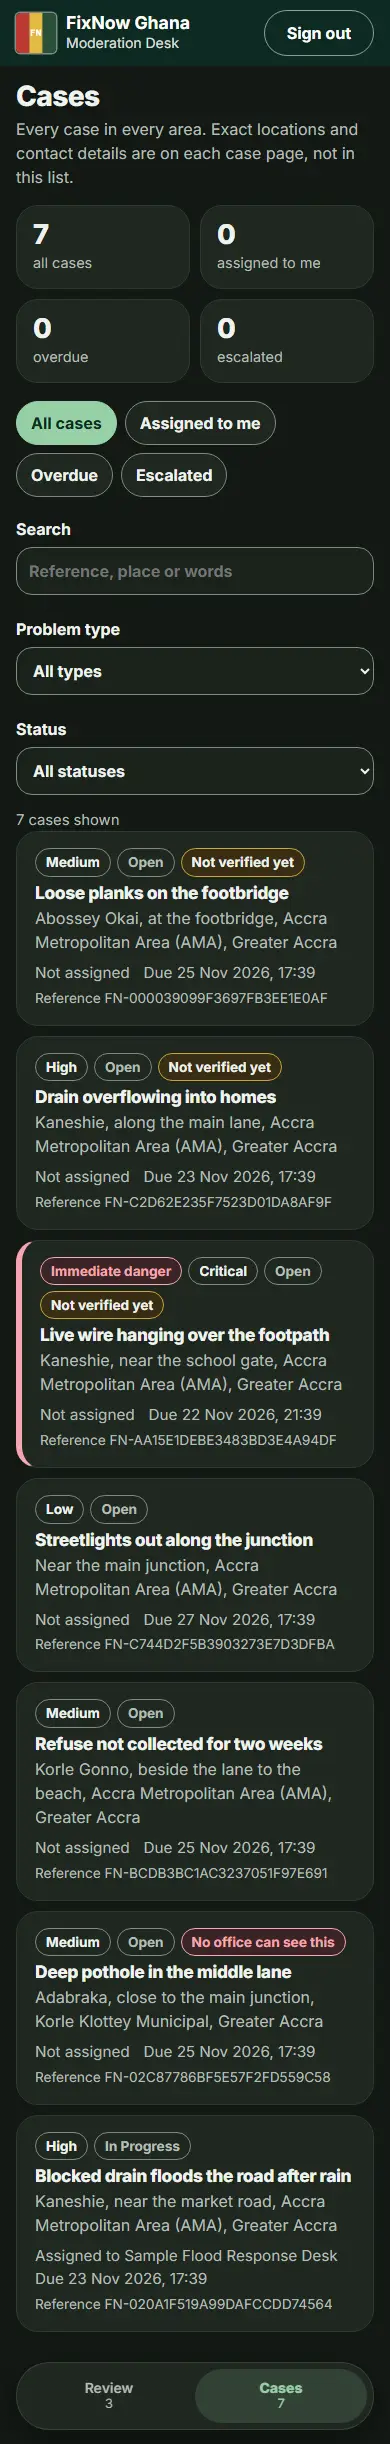 FN
FixNow Ghana
Moderation Desk
Sign out
Cases
Every case in every area. Exact locations and
contact details are on each case page, not in
this list.
7
all cases
0
assigned to me
0
overdue
0
escalated
All cases
Assigned to me
Overdue
Escalated
Search
Reference, place or words
Problem type
All types
Status
All statuses
7 cases shown
Medium
Open
Not verified yet
Loose planks on the footbridge
Abossey Okai, at the footbridge, Accra
Metropolitan Area (AMA), Greater Accra
Not assigned Due 25 Nov 2026, 17:39
Reference FN-000039099F3697FB3EE1E0AF
High
Open
Not verified yet
Drain overflowing into homes
Kaneshie, along the main lane, Accra
Metropolitan Area (AMA), Greater Accra
Not assigned Due 23 Nov 2026, 17:39
Reference FN-C2D62E235F7523D01DA8AF9F
Immediate danger
Critical
Open
Not verified yet
Live wire hanging over the footpath
Kaneshie, near the school gate, Accra
Metropolitan Area (AMA), Greater Accra
Not assigned Due 22 Nov 2026, 21:39
Reference FN-AA15E1DEBE3483BD3E4A94DF
Low
Open
Streetlights out along the junction
Near the main junction, Accra
Metropolitan Area (AMA), Greater Accra
Not assigned Due 27 Nov 2026, 17:39
Reference FN-C744D2F5B3903273E7D3DFBA
Medium
Open
Refuse not collected for two weeks
Korle Gonno, beside the lane to the
beach, Accra Metropolitan Area (AMA),
Greater Accra
Not assigned Due 25 Nov 2026, 17:39
Reference FN-BCDB3BC1AC3237051F97E691
Medium
Open
No office can see this
Deep pothole in the middle lane
Adabraka, close to the main junction,
Korle Klottey Municipal, Greater Accra
Not assigned Due 25 Nov 2026, 17:39
Reference FN-02C87786BF5E57F2FD559C58
High
In Progress
Blocked drain floods the road after rain
Kaneshie, near the market road, Accra
Metropolitan Area (AMA), Greater Accra
Assigned to Sample Flood Response Desk
Due 23 Nov 2026, 17:39
Reference FN-020A1F519A99DAFCCDD74564
Review
3
Cases
7